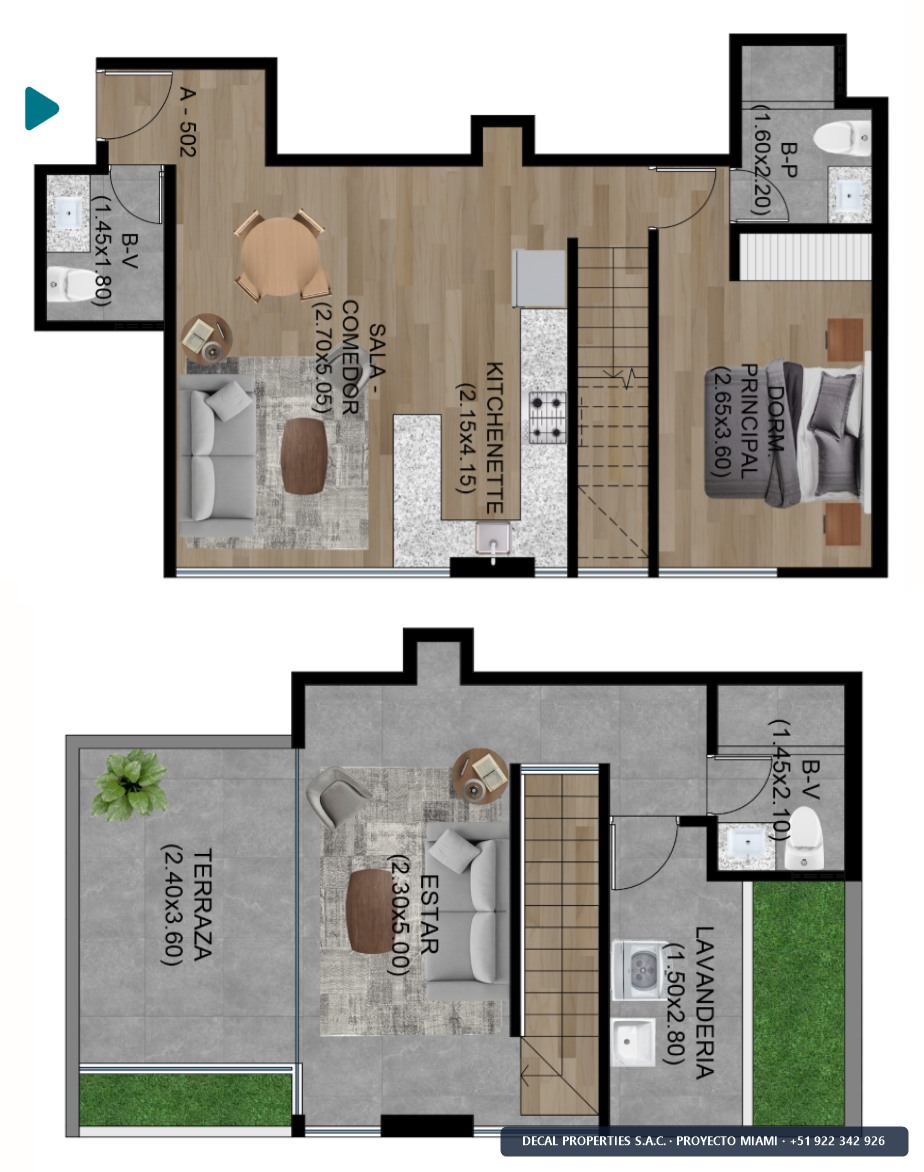 A - 502
B-V
(1.45x1.80)
SALA -
COMEDOR
(2.70x5.05)
KITCHENETTE
(2.15x4.15)
B-P
(1.60x2.20)
DORM.
PRINCIPAL
(2.65x3.60)
TERRAZA
(2.40x3.60)
ESTAR
(2.30x5.00)
B-V
(1.45x2.10)
LAVANDERIA
(1.50x2.80)
DECAL PROPERTIES S.A.C. · PROYECTO MIAMI · +51 922 342 926